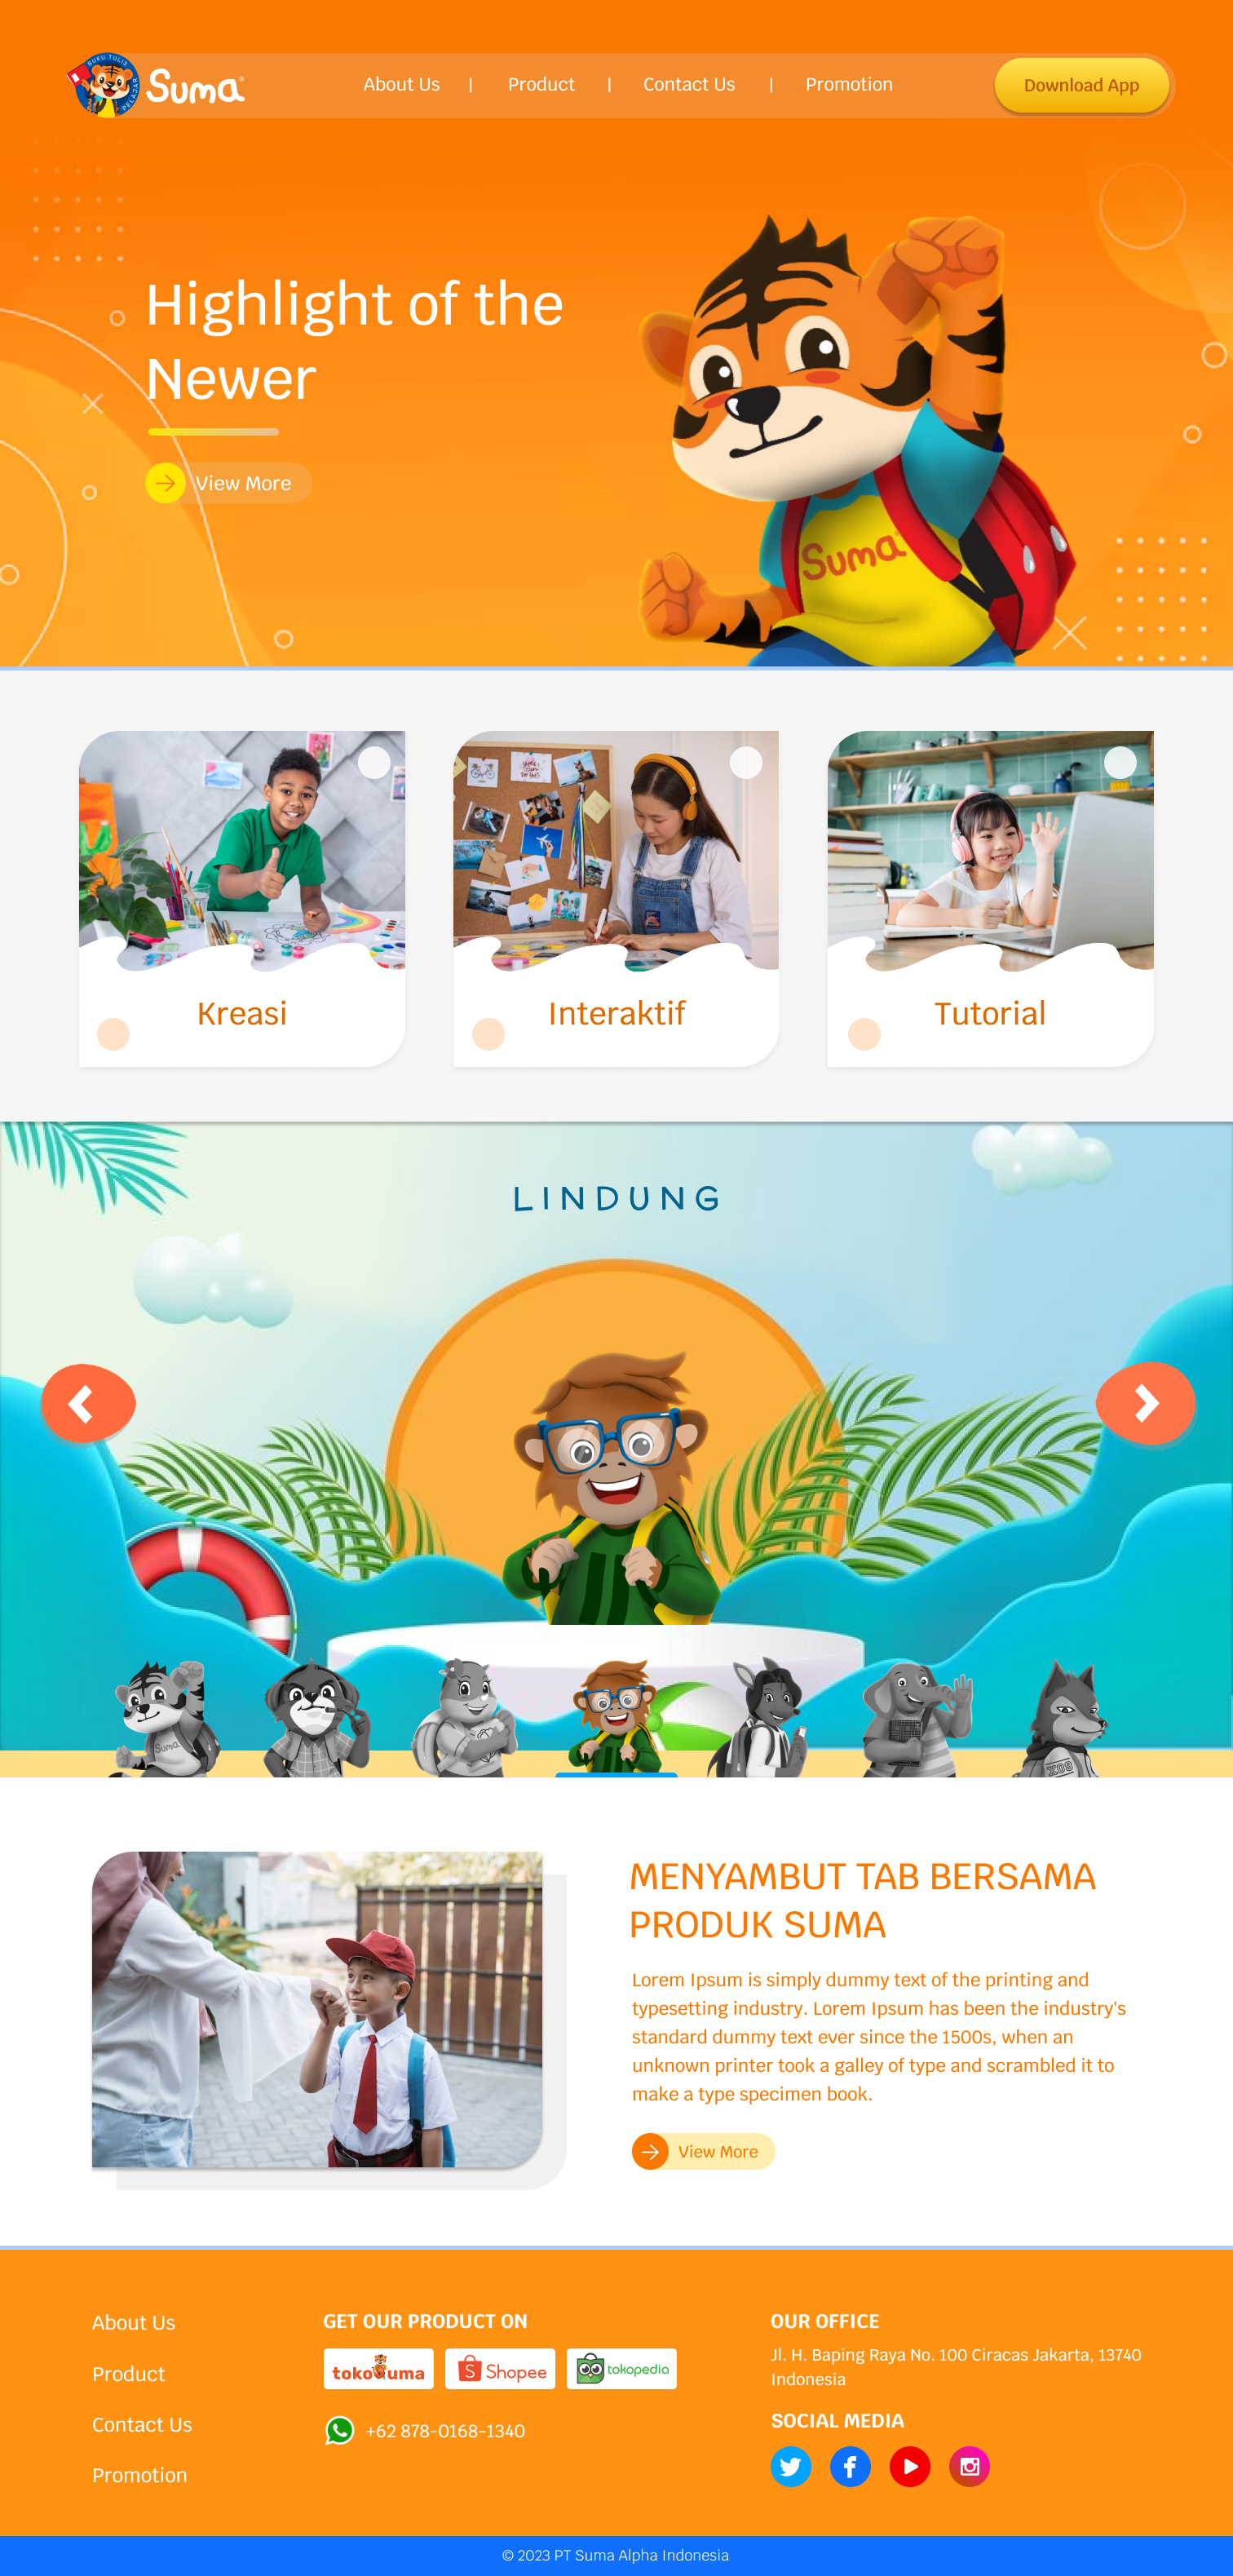 BUKU TULIS
PELAJAR
Suma®
About Us | Product | Contact Us | Promotion
Download App
Highlight of the
Newer
View More
Suma
Kreasi
Interaktif
Tutorial
LINDUNG
Suma
XO9
MENYAMBUT TAB BERSAMA
PRODUK SUMA
Lorem Ipsum is simply dummy text of the printing and
typesetting industry. Lorem Ipsum has been the industry's
standard dummy text ever since the 1500s, when an
unknown printer took a galley of type and scrambled it to
make a type specimen book.
View More
About Us
Product
Contact Us
Promotion
GET OUR PRODUCT ON
tokosuma
Shopee
tokopedia
+62 878-0168-1340
OUR OFFICE
Jl. H. Baping Raya No. 100 Ciracas Jakarta, 13740
Indonesia
SOCIAL MEDIA
© 2023 PT Suma Alpha Indonesia